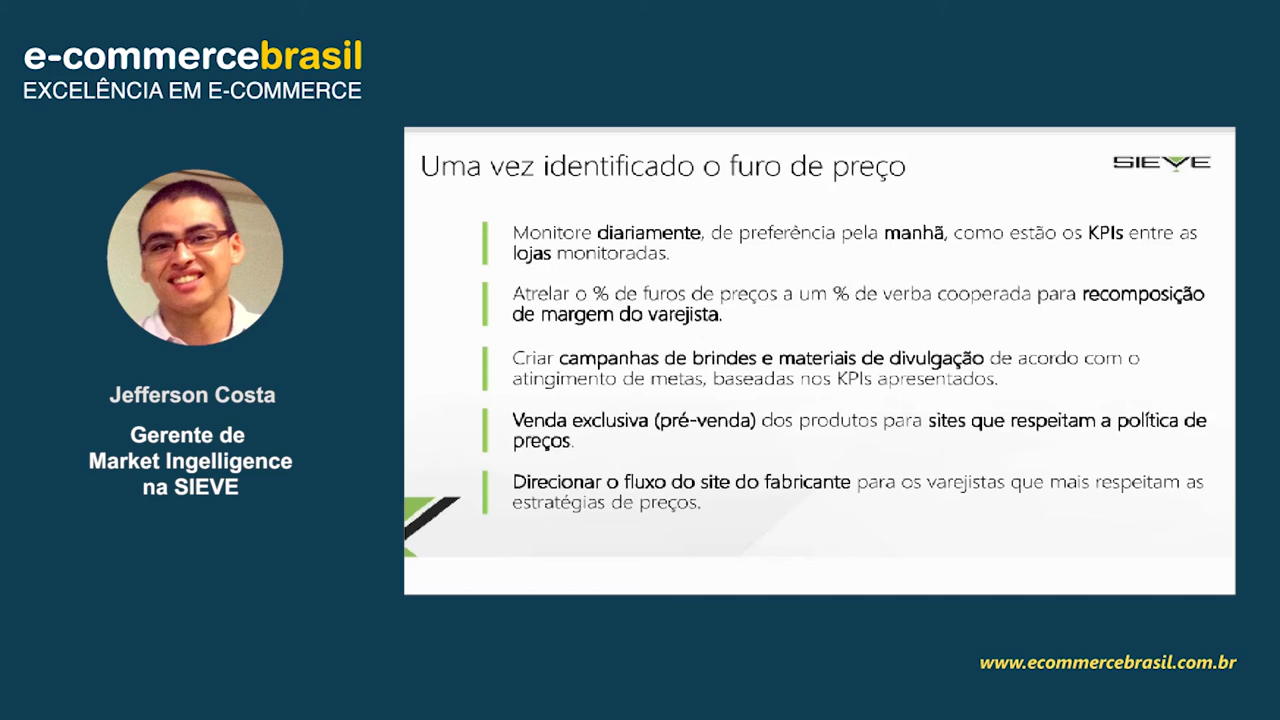 e-commercebrasil
EXCELÊNCIA EM E-COMMERCE
Jefferson Costa
Gerente de
Market Ingelligence
na SIEVE
Uma vez identificado o furo de preço
SIEVE
Monitore diariamente, de preferência pela manhã, como estão os KPIs entre as
lojas monitoradas.
Atrelar o % de furos de preços a um % de verba cooperada para recomposição
de margem do varejista.
Criar campanhas de brindes e materiais de divulgação de acordo com o
atingimento de metas, baseadas nos KPIs apresentados.
Venda exclusiva (pré-venda) dos produtos para sites que respeitam a política de
preços.
Direcionar o fluxo do site do fabricante para os varejistas que mais respeitam as
estratégias de preços.
www.ecommercebrasil.com.br